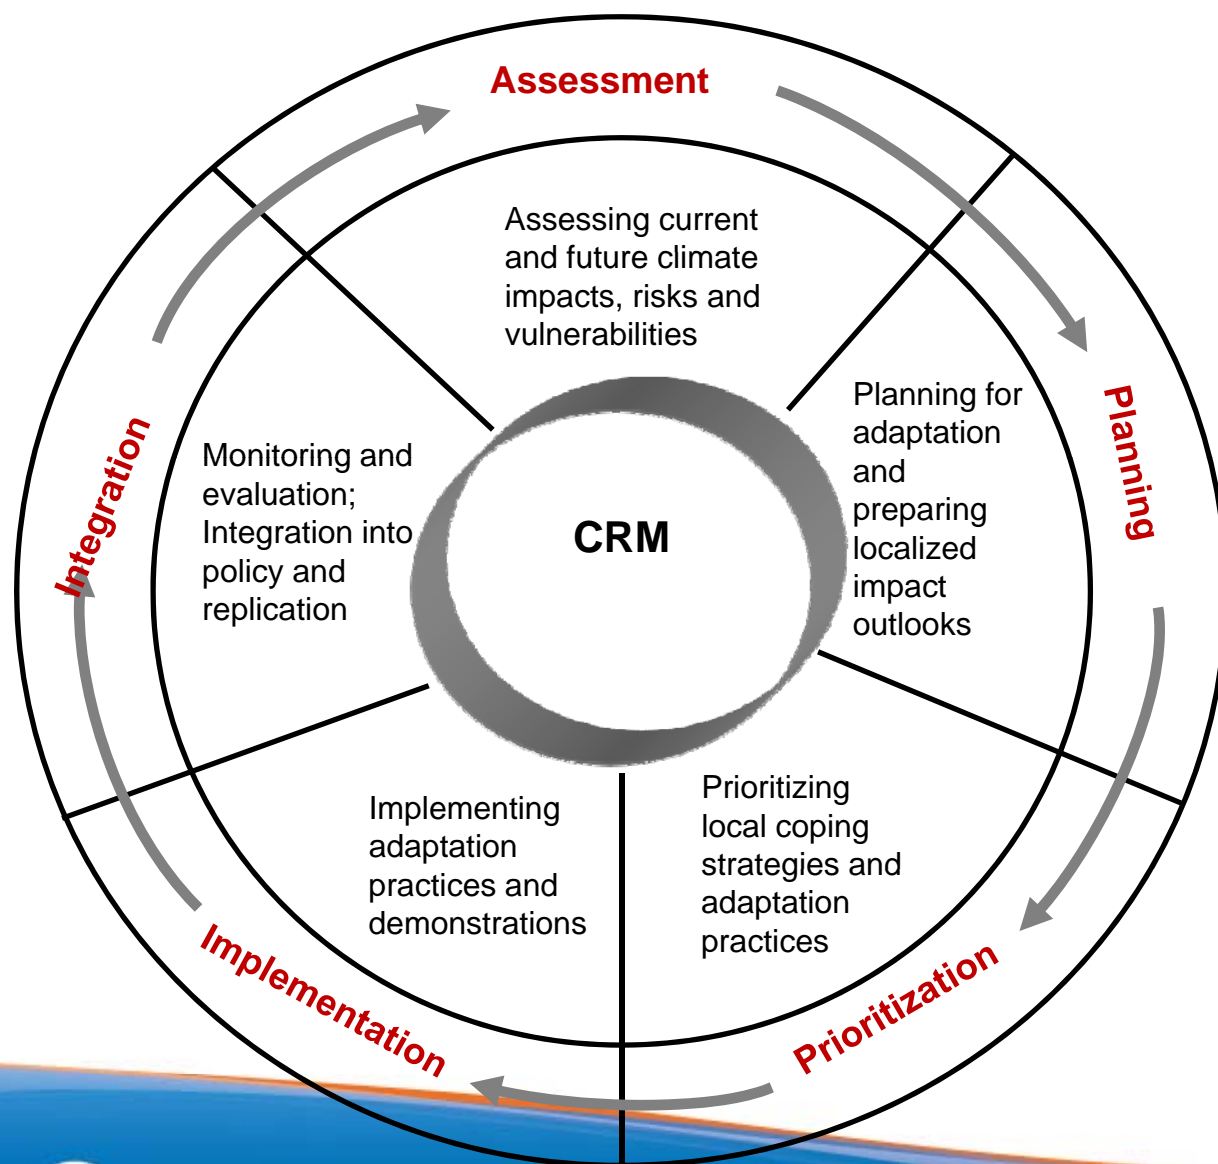 Assessment
Assessing current
and future climate
impacts, risks and
vulnerabilities
Planning
Planning for
adaptation
and
preparing
localized
impact
outlooks
Prioritization
Prioritizing
local coping
strategies and
adaptation
practices
Implementation
Implementing
adaptation
practices and
demonstrations
Integration
Monitoring and
evaluation;
Integration into
policy and
replication
CRM